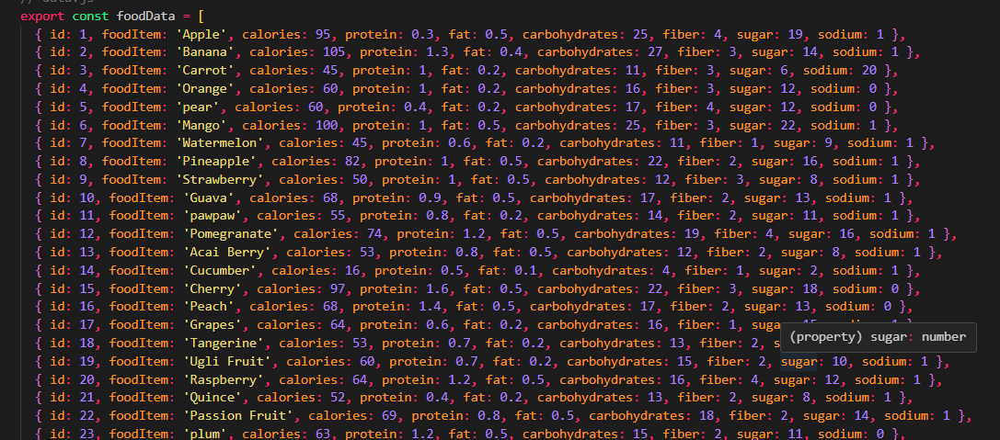 // data.js
export const foodData = [
{ id: 1, foodItem: 'Apple', calories: 95, protein: 0.3, fat: 0.5, carbohydrates: 25, fiber: 4, sugar: 19, sodium: 1 },
{ id: 2, foodItem: 'Banana', calories: 105, protein: 1.3, fat: 0.4, carbohydrates: 27, fiber: 3, sugar: 14, sodium: 1 },
{ id: 3, foodItem: 'Carrot', calories: 45, protein: 1, fat: 0.2, carbohydrates: 11, fiber: 3, sugar: 6, sodium: 20 },
{ id: 4, foodItem: 'Orange', calories: 60, protein: 1, fat: 0.2, carbohydrates: 16, fiber: 3, sugar: 12, sodium: 0 },
{ id: 5, foodItem: 'pear', calories: 60, protein: 0.4, fat: 0.2, carbohydrates: 17, fiber: 4, sugar: 12, sodium: 0 },
{ id: 6, foodItem: 'Mango', calories: 100, protein: 1, fat: 0.5, carbohydrates: 25, fiber: 3, sugar: 22, sodium: 1 },
{ id: 7, foodItem: 'Watermelon', calories: 45, protein: 0.6, fat: 0.2, carbohydrates: 11, fiber: 1, sugar: 9, sodium: 1 },
{ id: 8, foodItem: 'Pineapple', calories: 82, protein: 1, fat: 0.5, carbohydrates: 22, fiber: 2, sugar: 16, sodium: 1 },
{ id: 9, foodItem: 'Strawberry', calories: 50, protein: 1, fat: 0.5, carbohydrates: 12, fiber: 3, sugar: 8, sodium: 1 },
{ id: 10, foodItem: 'Guava', calories: 68, protein: 0.9, fat: 0.5, carbohydrates: 17, fiber: 2, sugar: 13, sodium: 1 },
{ id: 11, foodItem: 'pawpaw', calories: 55, protein: 0.8, fat: 0.2, carbohydrates: 14, fiber: 2, sugar: 11, sodium: 1 },
{ id: 12, foodItem: 'Pomegranate', calories: 74, protein: 1.2, fat: 0.5, carbohydrates: 19, fiber: 4, sugar: 16, sodium: 1 },
{ id: 13, foodItem: 'Acai Berry', calories: 53, protein: 0.8, fat: 0.5, carbohydrates: 12, fiber: 2, sugar: 8, sodium: 1 },
{ id: 14, foodItem: 'Cucumber', calories: 16, protein: 0.5, fat: 0.1, carbohydrates: 4, fiber: 1, sugar: 2, sodium: 1 },
{ id: 15, foodItem: 'Cherry', calories: 97, protein: 1.6, fat: 0.5, carbohydrates: 22, fiber: 3, sugar: 18, sodium: 0 },
{ id: 16, foodItem: 'Peach', calories: 68, protein: 1.4, fat: 0.5, carbohydrates: 17, fiber: 2, sugar: 13, sodium: 0 },
{ id: 17, foodItem: 'Grapes', calories: 64, protein: 0.6, fat: 0.2, carbohydrates: 16, fiber: 1,
(property) sugar: number
{ id: 18, foodItem: 'Tangerine', calories: 53, protein: 0.7, fat: 0.2, carbohydrates: 13, fiber: 2,
{ id: 19, foodItem: 'Ugli Fruit', calories: 60, protein: 0.7, fat: 0.2, carbohydrates: 15, fiber: 2, sugar: 10, sodium: 1 },
{ id: 20, foodItem: 'Raspberry', calories: 64, protein: 1.2, fat: 0.5, carbohydrates: 16, fiber: 4, sugar: 12, sodium: 1 },
{ id: 21, foodItem: 'Quince', calories: 52, protein: 0.4, fat: 0.2, carbohydrates: 13, fiber: 2, sugar: 8, sodium: 1 },
{ id: 22, foodItem: 'Passion Fruit', calories: 69, protein: 0.8, fat: 0.5, carbohydrates: 18, fiber: 2, sugar: 14, sodium: 1 },
{ id: 23, foodItem: 'plum', calories: 63, protein: 1.2, fat: 0.5, carbohydrates: 15, fiber: 2, sugar: 11, sodium: 0 },